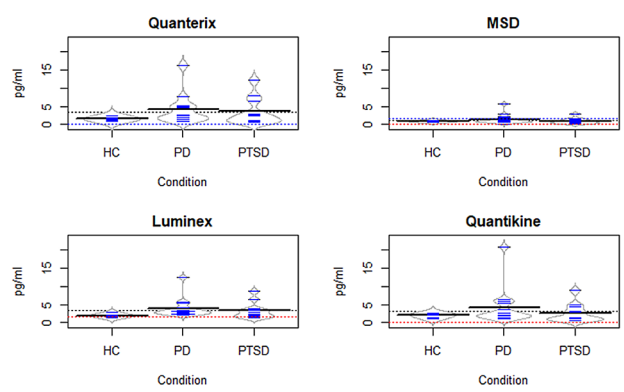 Quanterix
pg/ml
15
5
0
HC PD PTSD
Condition
MSD
pg/ml
15
5
0
HC PD PTSD
Condition
Luminex
pg/ml
15
5
0
HC PD PTSD
Condition
Quantikine
pg/ml
15
5
0
HC PD PTSD
Condition